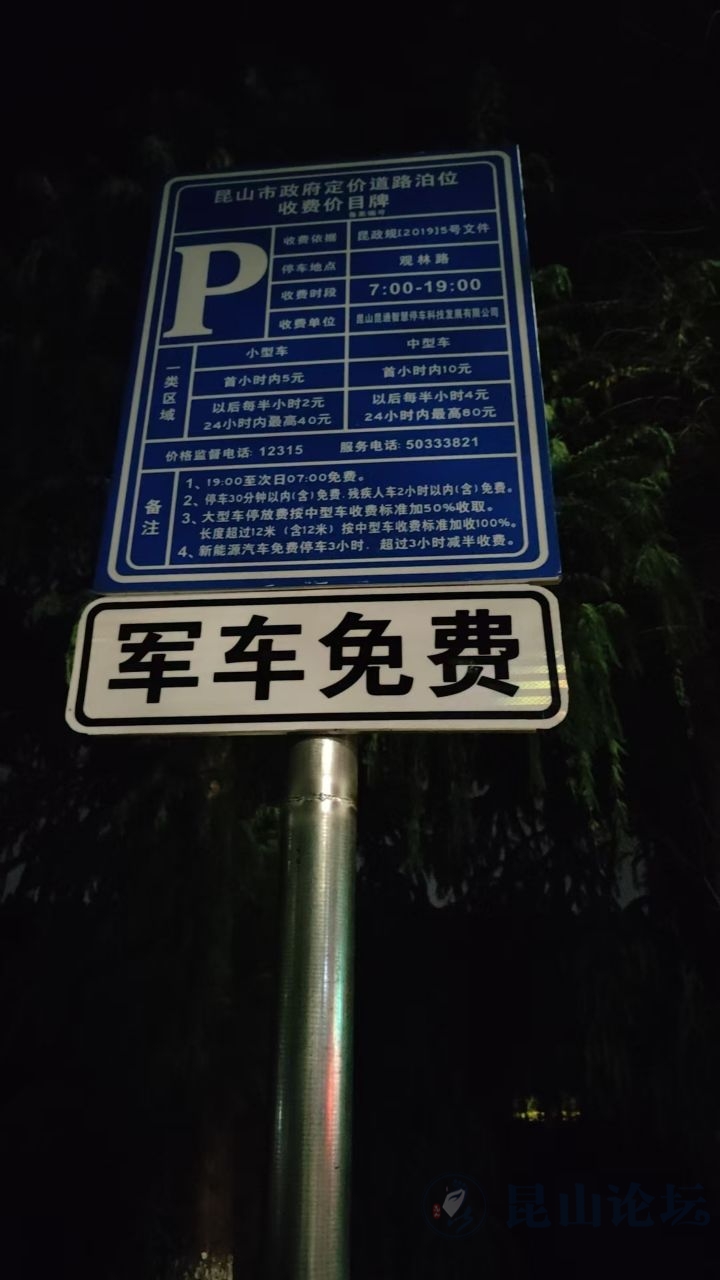 昆山市政府定价道路泊位
收费价目牌
P
收费依据 昆政规[2019]5号文件
停车地点 观林路
收费时段 7:00-19:00
收费单位 昆山昆通智慧停车科技发展有限公司
一类区域
小型车 中型车
首小时内5元 首小时内10元
以后每半小时2元 以后每半小时4元
24小时内最高40元 24小时内最高80元
价格监督电话: 12315 服务电话: 50333821
备注
1、19:00至次日07:00免费。
2、停车30分钟以内(含)免费.残疾人车2小时以内(含)免费。
3、大型车停放费按中型车收费标准加50%收取。
长度超过12米（含12米）按中型车收费标准加收100%。
4、新能源汽车免费停车3小时．超过3小时减半收费。
军车免费
昆山论坛